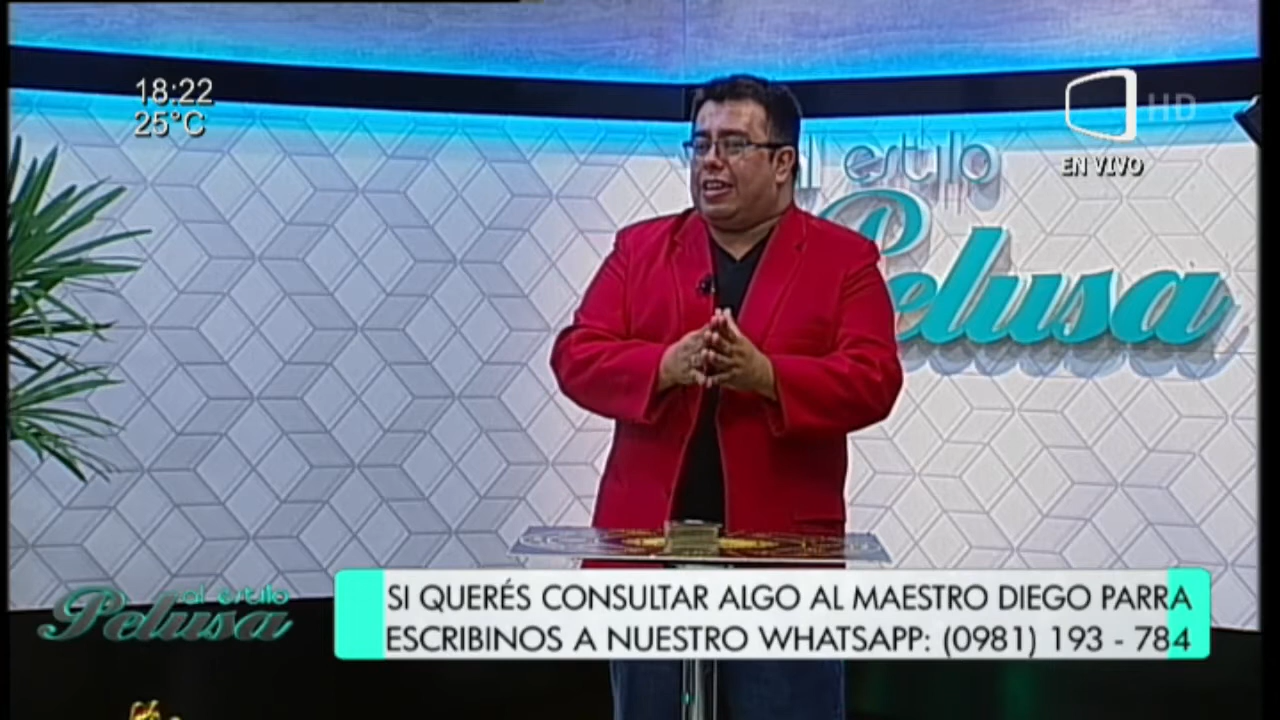 18:22
25°C
HD
EN VIVO
al estilo
Pelusa
al estilo
Pelusa
SI QUERÉS CONSULTAR ALGO AL MAESTRO DIEGO PARRA
ESCRIBINOS A NUESTRO WHATSAPP: (0981) 193 - 784